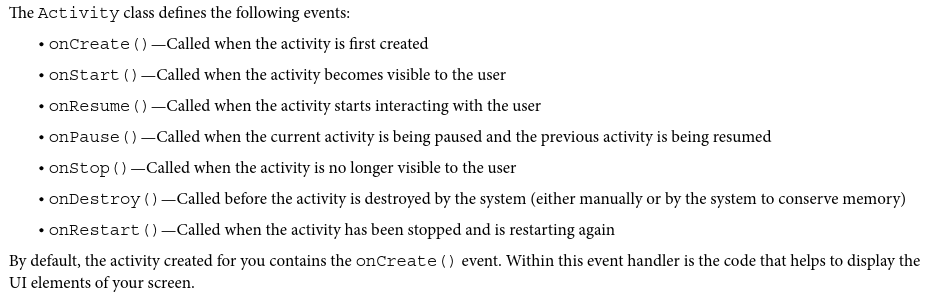 The Activity class defines the following events:
• onCreate()—Called when the activity is first created
• onStart()—Called when the activity becomes visible to the user
• onResume()—Called when the activity starts interacting with the user
• onPause()—Called when the current activity is being paused and the previous activity is being resumed
• onStop()—Called when the activity is no longer visible to the user
• onDestroy()—Called before the activity is destroyed by the system (either manually or by the system to conserve memory)
• onRestart()—Called when the activity has been stopped and is restarting again
By default, the activity created for you contains the onCreate() event. Within this event handler is the code that helps to display the
UI elements of your screen.